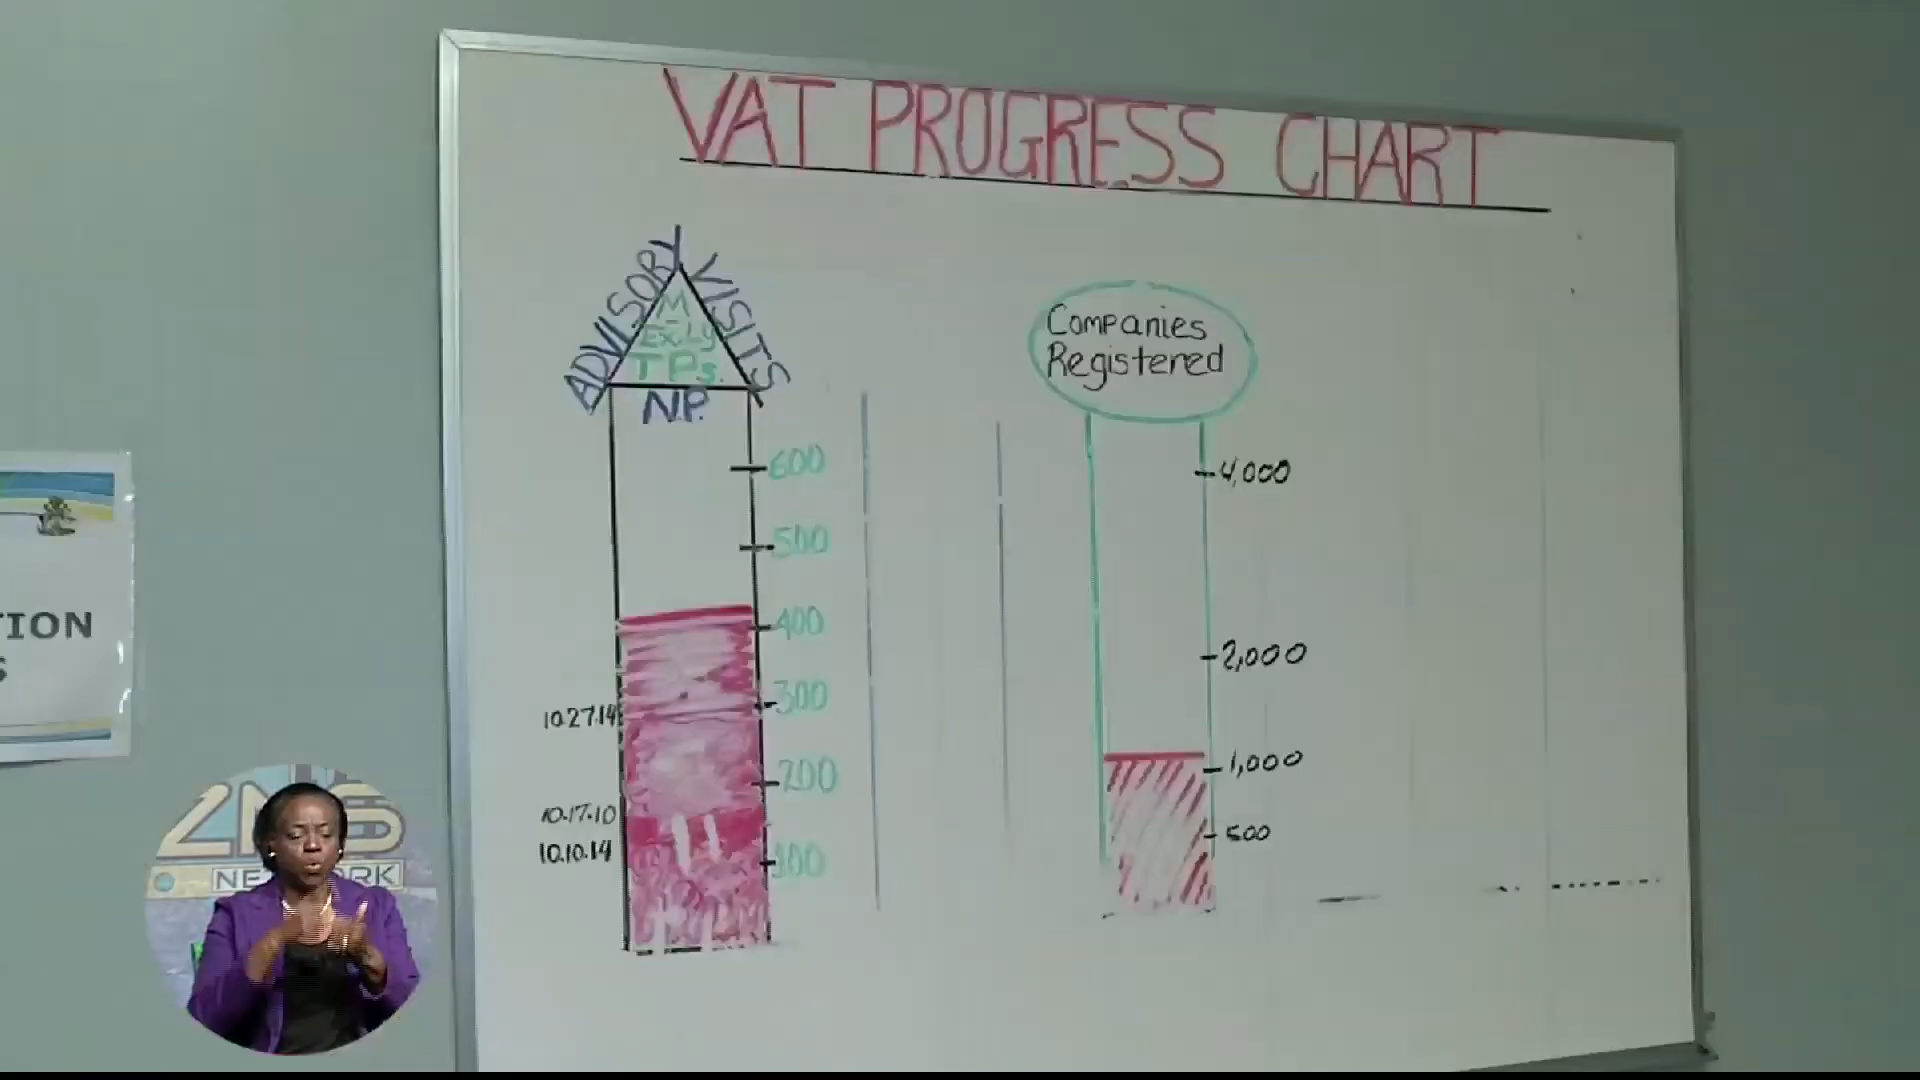 VAT PROGRESS CHART
ADVISORY VISITS
M
Ex.Ly
TPs.
N.P.
600
500
400
300
200
100
10.27.14
10.17.10
10.10.14
Companies
Registered
4,000
2,000
1,000
500
TION
S
ZNS
NETWORK